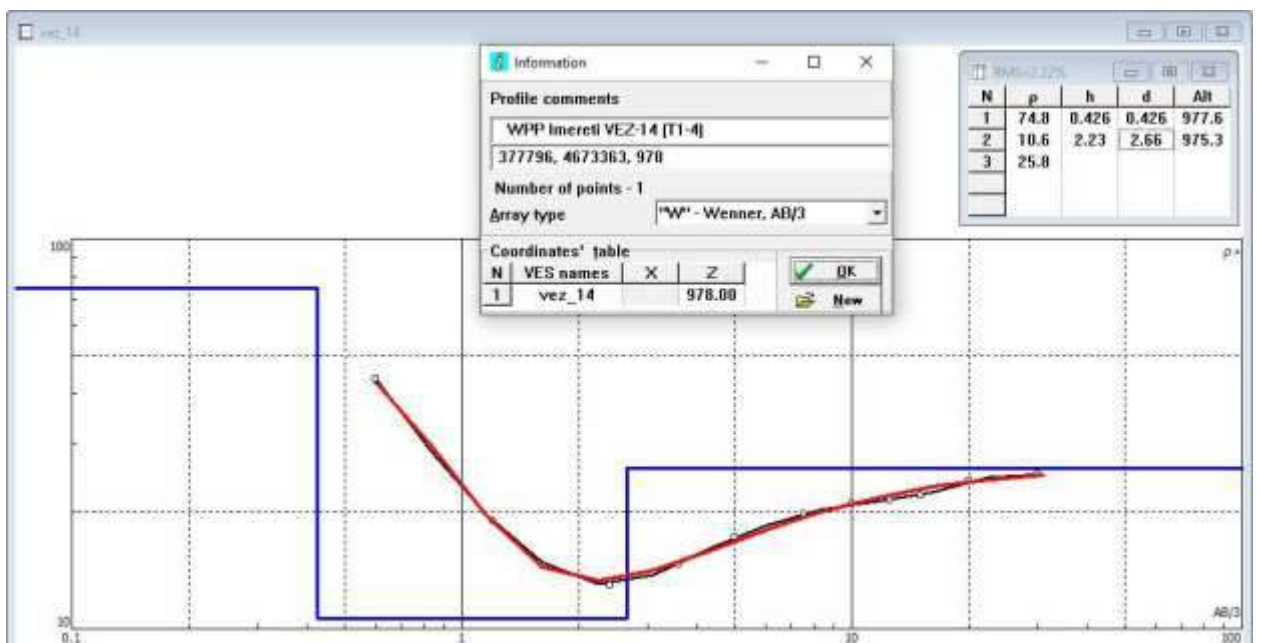 vez_14
Information
Profile comments
WPP Imereti VEZ-14 [T1-4]
377796, 4673363, 978
Number of points - 1
Array type "W" - Wenner, AB/3
Coordinates' table
N VES names X Z
1 vez_14 978.00
OK
New
N ρ h d Alt
1 74.8 0.426 0.426 977.6
2 10.6 2.23 2.66 975.3
3 25.8
100
10
0.1 1 10 100
AB/3